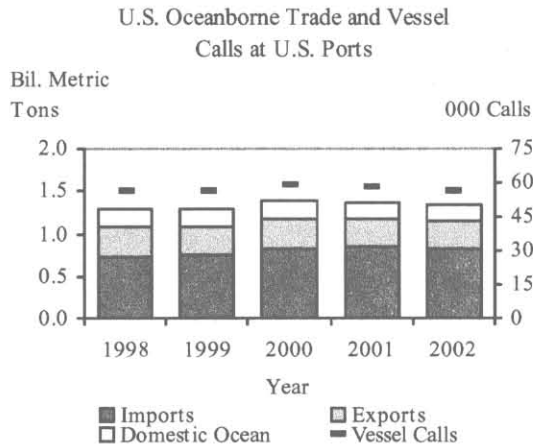 U.S. Oceanborne Trade and Vessel
Calls at U.S. Ports
Bil. Metric
Tons
000 Calls
2.0
75
1.5
60
45
1.0
30
0.5
15
0.0
0
1998 1999 2000 2001 2002
Year
Imports Exports
Domestic Ocean Vessel Calls